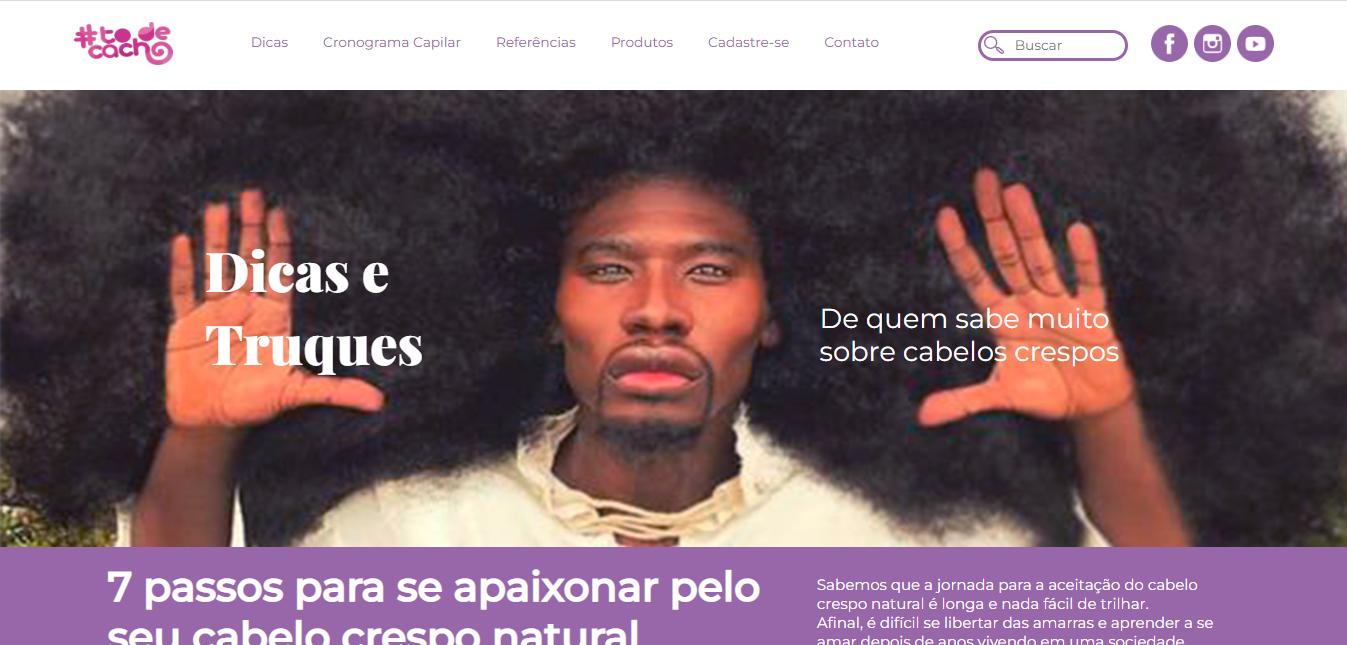 #to de
cacho
Dicas
Cronograma Capilar
Referências
Produtos
Cadastre-se
Contato
Buscar
Dicas e
Truques
De quem sabe muito
sobre cabelos crespos
7 passos para se apaixonar pelo
seu cabelo crespo natural
Sabemos que a jornada para a aceitação do cabelo
crespo natural é longa e nada fácil de trilhar.
Afinal, é difícil se libertar das amarras e aprender a se
amar depois de anos vivendo em uma sociedade